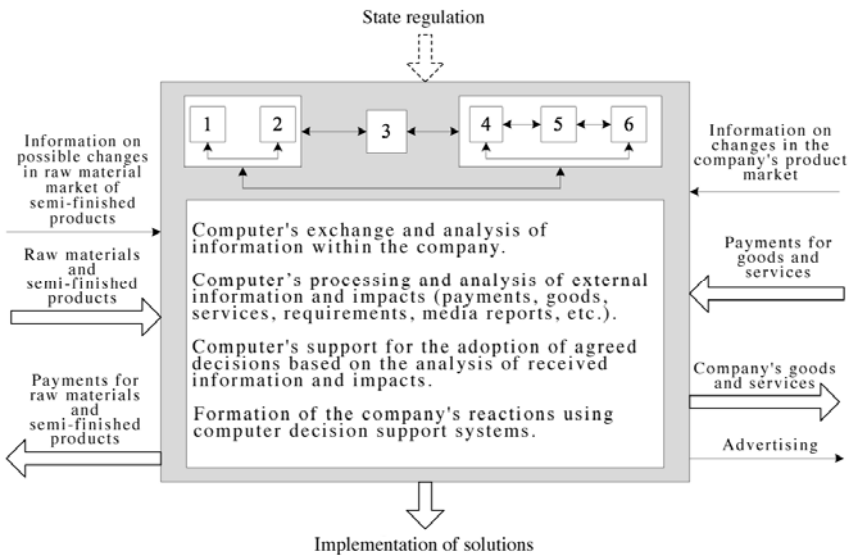 State regulation
1
2
3
4
5
6
Information on
possible changes
in raw material
market of
semi-finished
products
Raw materials
and
semi-finished
products
Payments for
raw materials
and
semi-finished
products
Computer's exchange and analysis of
information within the company.
Computer’s processing and analysis of external
information and impacts (payments, goods,
services, requirements, media reports, etc.).
Computer's support for the adoption of agreed
decisions based on the analysis of received
information and impacts.
Formation of the company's reactions using
computer decision support systems.
Information on
changes in the
company's product
market
Payments for
goods and
services
Company's goods
and services
Advertising
Implementation of solutions